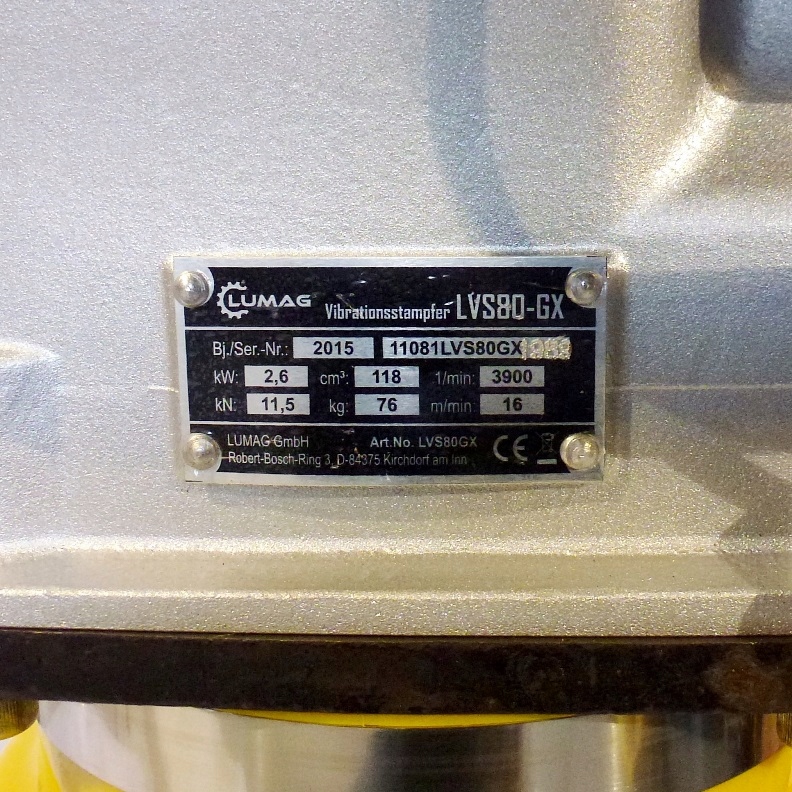 LUMAG Vibrationsstampfer LVS80-GX
Bj./Ser.-Nr.: 2015 11081LVS80GX
kW: 2,6 cm³: 118 1/min: 3900
kN: 11,5 kg: 76 m/min: 16
LUMAG GmbH Art.No. LVS80GX CE
Robert-Bosch-Ring 3, D-84375 Kirchdorf am Inn